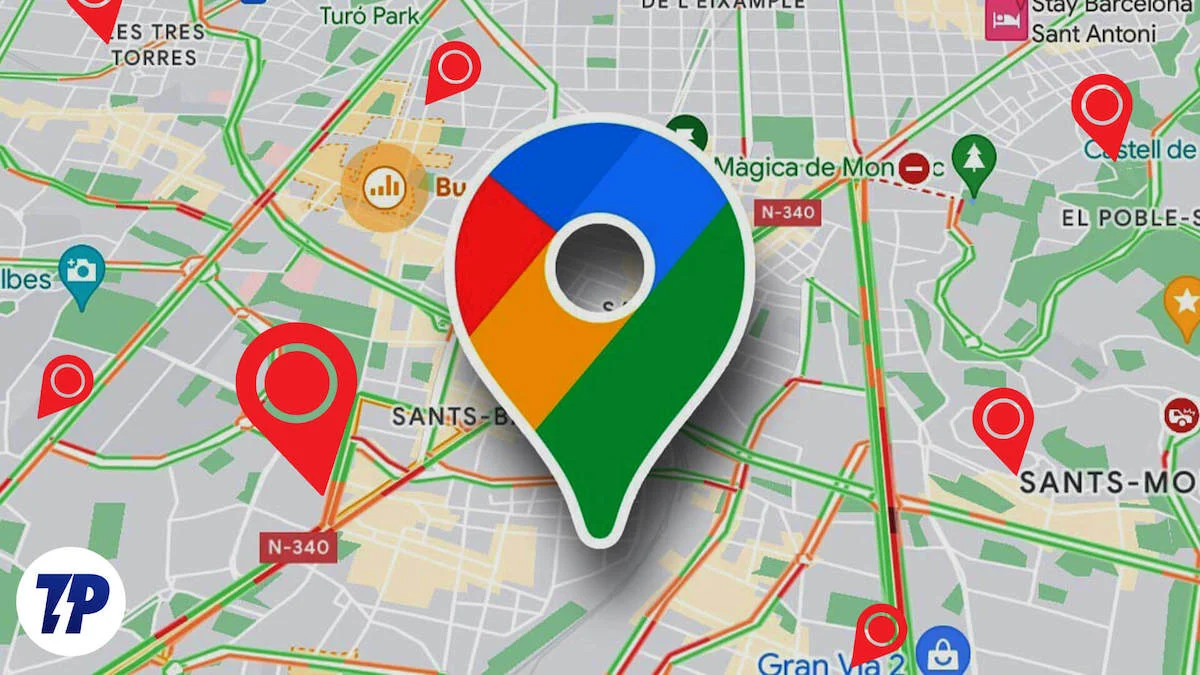 DE L'EIXAMPLE
Stay Barcelona
Sant Antoni
Turó Park
LES TRES
TORRES
Castell de
Màgica de Mon
c
Bu
N-340
EL POBLE-S
lbes
SANTS-B
SANTS-MO
N-340
TP
Gran Via 2